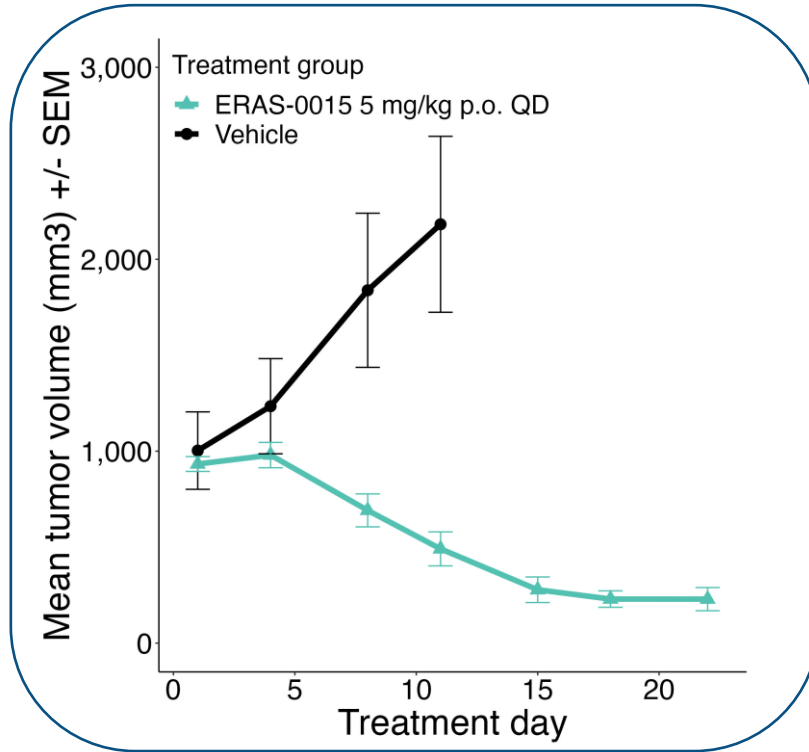 Mean tumor volume (mm3) +/- SEM
3,000
2,000
1,000
0
Treatment group
ERAS-0015 5 mg/kg p.o. QD
Vehicle
0 5 10 15 20
Treatment day